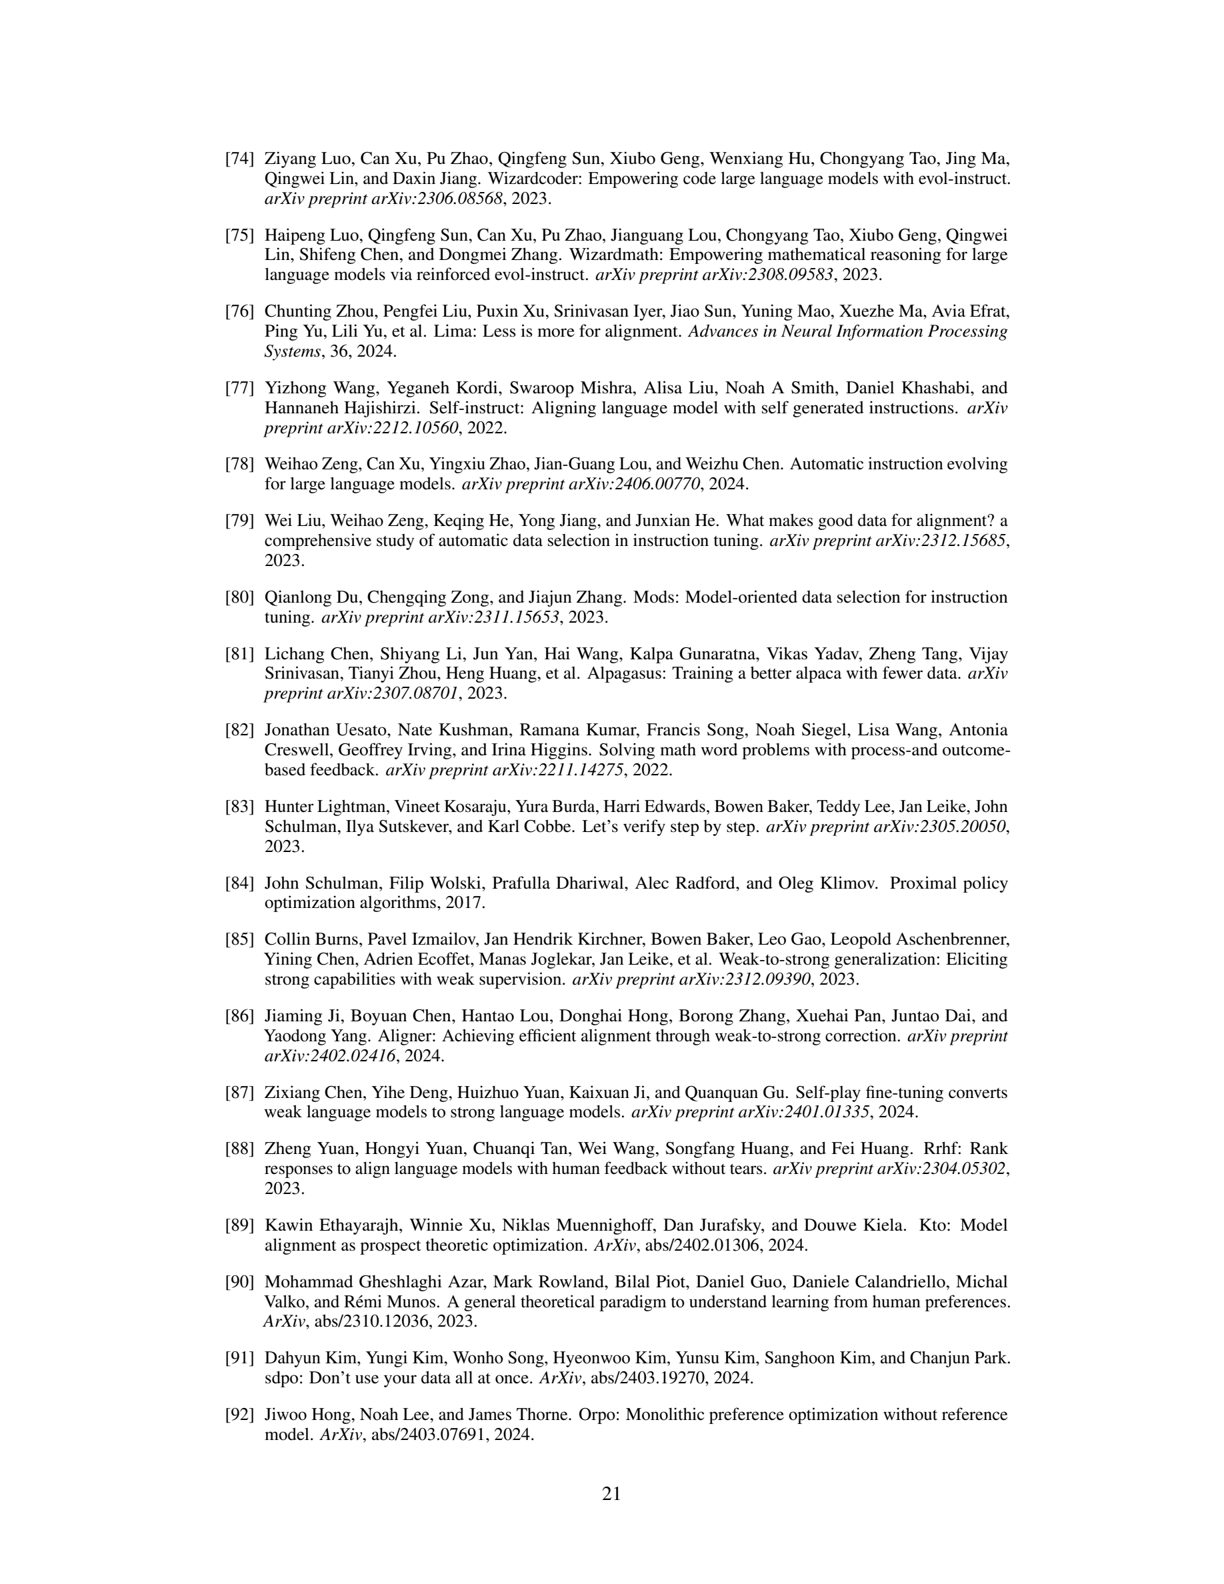 [74] Ziyang Luo, Can Xu, Pu Zhao, Qingfeng Sun, Xiubo Geng, Wenxiang Hu, Chongyang Tao, Jing Ma,
Qingwei Lin, and Daxin Jiang. Wizardcoder: Empowering code large language models with evol-instruct.
arXiv preprint arXiv:2306.08568, 2023.
[75] Haipeng Luo, Qingfeng Sun, Can Xu, Pu Zhao, Jianguang Lou, Chongyang Tao, Xiubo Geng, Qingwei
Lin, Shifeng Chen, and Dongmei Zhang. Wizardmath: Empowering mathematical reasoning for large
language models via reinforced evol-instruct. arXiv preprint arXiv:2308.09583, 2023.
[76] Chunting Zhou, Pengfei Liu, Puxin Xu, Srinivasan Iyer, Jiao Sun, Yuning Mao, Xuezhe Ma, Avia Efrat,
Ping Yu, Lili Yu, et al. Lima: Less is more for alignment. Advances in Neural Information Processing
Systems, 36, 2024.
[77] Yizhong Wang, Yeganeh Kordi, Swaroop Mishra, Alisa Liu, Noah A Smith, Daniel Khashabi, and
Hannaneh Hajishirzi. Self-instruct: Aligning language model with self generated instructions. arXiv
preprint arXiv:2212.10560, 2022.
[78] Weihao Zeng, Can Xu, Yingxiu Zhao, Jian-Guang Lou, and Weizhu Chen. Automatic instruction evolving
for large language models. arXiv preprint arXiv:2406.00770, 2024.
[79] Wei Liu, Weihao Zeng, Keqing He, Yong Jiang, and Junxian He. What makes good data for alignment? a
comprehensive study of automatic data selection in instruction tuning. arXiv preprint arXiv:2312.15685,
2023.
[80] Qianlong Du, Chengqing Zong, and Jiajun Zhang. Mods: Model-oriented data selection for instruction
tuning. arXiv preprint arXiv:2311.15653, 2023.
[81] Lichang Chen, Shiyang Li, Jun Yan, Hai Wang, Kalpa Gunaratna, Vikas Yadav, Zheng Tang, Vijay
Srinivasan, Tianyi Zhou, Heng Huang, et al. Alpagasus: Training a better alpaca with fewer data. arXiv
preprint arXiv:2307.08701, 2023.
[82] Jonathan Uesato, Nate Kushman, Ramana Kumar, Francis Song, Noah Siegel, Lisa Wang, Antonia
Creswell, Geoffrey Irving, and Irina Higgins. Solving math word problems with process-and outcome-
based feedback. arXiv preprint arXiv:2211.14275, 2022.
[83] Hunter Lightman, Vineet Kosaraju, Yura Burda, Harri Edwards, Bowen Baker, Teddy Lee, Jan Leike, John
Schulman, Ilya Sutskever, and Karl Cobbe. Let's verify step by step. arXiv preprint arXiv:2305.20050,
2023.
[84] John Schulman, Filip Wolski, Prafulla Dhariwal, Alec Radford, and Oleg Klimov. Proximal policy
optimization algorithms, 2017.
[85] Collin Burns, Pavel Izmailov, Jan Hendrik Kirchner, Bowen Baker, Leo Gao, Leopold Aschenbrenner,
Yining Chen, Adrien Ecoffet, Manas Joglekar, Jan Leike, et al. Weak-to-strong generalization: Eliciting
strong capabilities with weak supervision. arXiv preprint arXiv:2312.09390, 2023.
[86] Jiaming Ji, Boyuan Chen, Hantao Lou, Donghai Hong, Borong Zhang, Xuehai Pan, Juntao Dai, and
Yaodong Yang. Aligner: Achieving efficient alignment through weak-to-strong correction. arXiv preprint
arXiv:2402.02416, 2024.
[87] Zixiang Chen, Yihe Deng, Huizhuo Yuan, Kaixuan Ji, and Quanquan Gu. Self-play fine-tuning converts
weak language models to strong language models. arXiv preprint arXiv:2401.01335, 2024.
[88] Zheng Yuan, Hongyi Yuan, Chuanqi Tan, Wei Wang, Songfang Huang, and Fei Huang. Rrhf: Rank
responses to align language models with human feedback without tears. arXiv preprint arXiv:2304.05302,
2023.
[89] Kawin Ethayarajh, Winnie Xu, Niklas Muennighoff, Dan Jurafsky, and Douwe Kiela. Kto: Model
alignment as prospect theoretic optimization. ArXiv, abs/2402.01306, 2024.
[90] Mohammad Gheshlaghi Azar, Mark Rowland, Bilal Piot, Daniel Guo, Daniele Calandriello, Michal
Valko, and Rémi Munos. A general theoretical paradigm to understand learning from human preferences.
ArXiv, abs/2310.12036, 2023.
[91] Dahyun Kim, Yungi Kim, Wonho Song, Hyeonwoo Kim, Yunsu Kim, Sanghoon Kim, and Chanjun Park.
sdpo: Don't use your data all at once. ArXiv, abs/2403.19270, 2024.
[92] Jiwoo Hong, Noah Lee, and James Thorne. Orpo: Monolithic preference optimization without reference
model. ArXiv, abs/2403.07691, 2024.
21